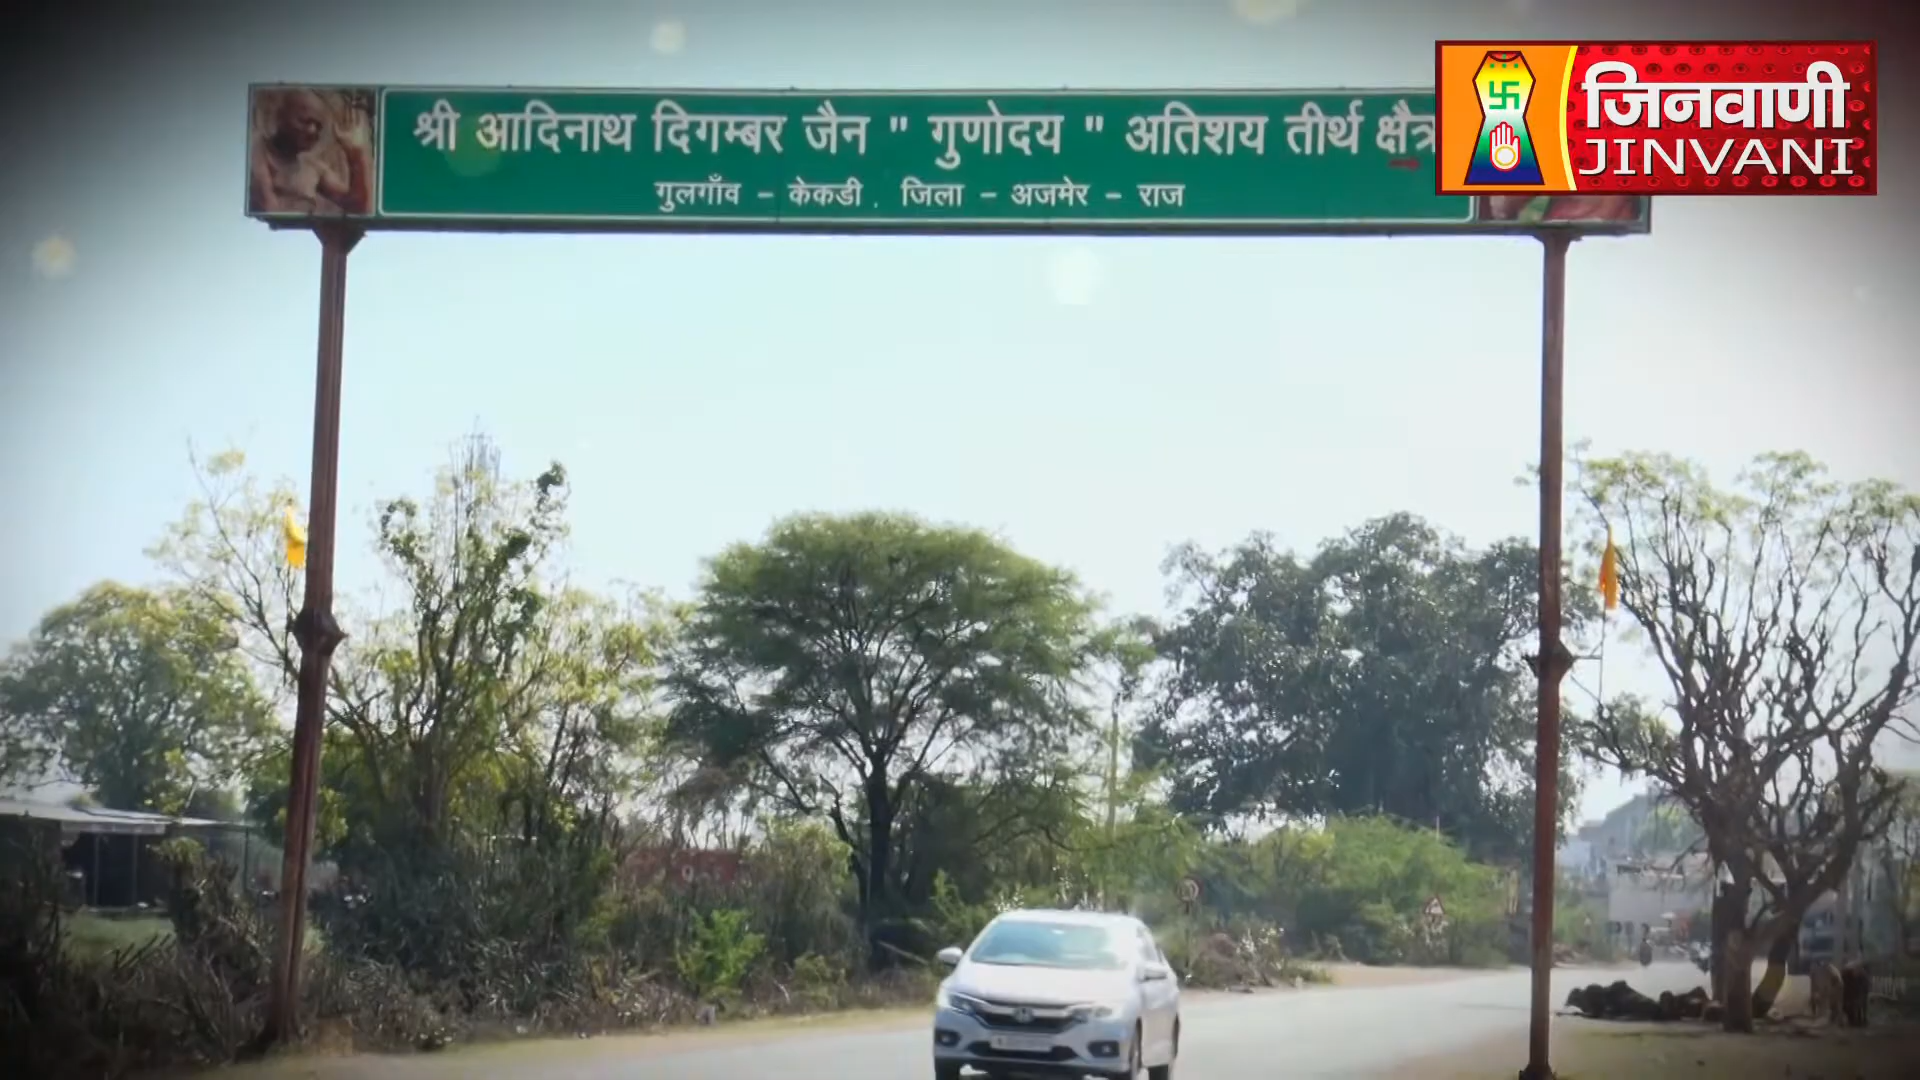 श्री आदिनाथ दिगम्बर जैन " गुणोदय " अतिशय तीर्थ क्षैत्र
गुलगाँव - केकडी . जिला - अजमेर - राज
जिनवाणी
JINVANI